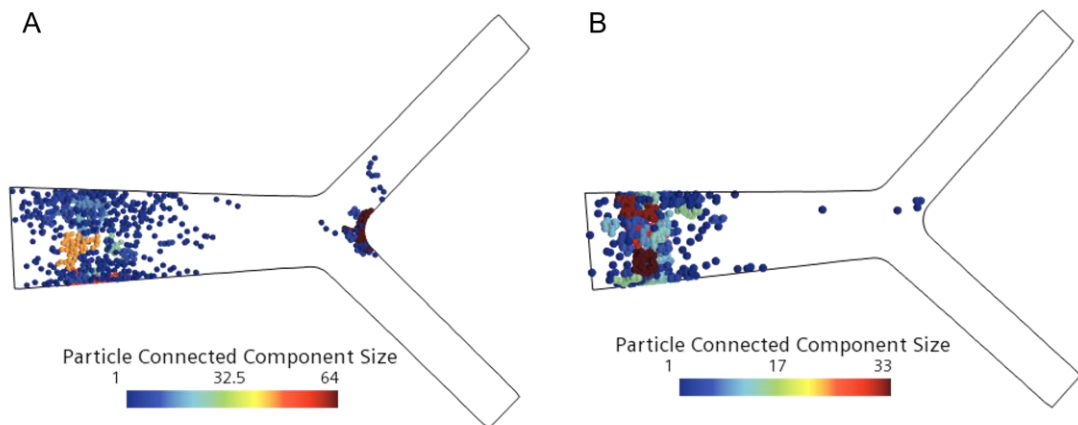 A
B
Particle Connected Component Size
1 32.5 64
Particle Connected Component Size
1 17 33